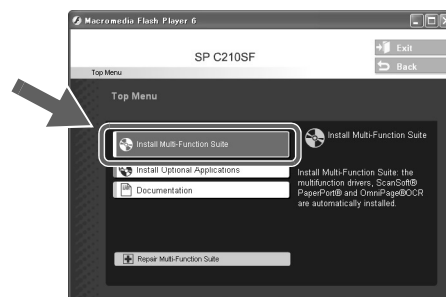 Macromedia Flash Player 6
SP C210SF
Exit
Back
Top Menu
Top Menu
Install Multi-Function Suite
Install Optional Applications
Documentation
Repair Multi-Function Suite
Install Multi-Function Suite
Install Multi-Function Suite: the
multifunction drivers, ScanSoft®
PaperPort® and OmniPage®OCR
are automatically installed.